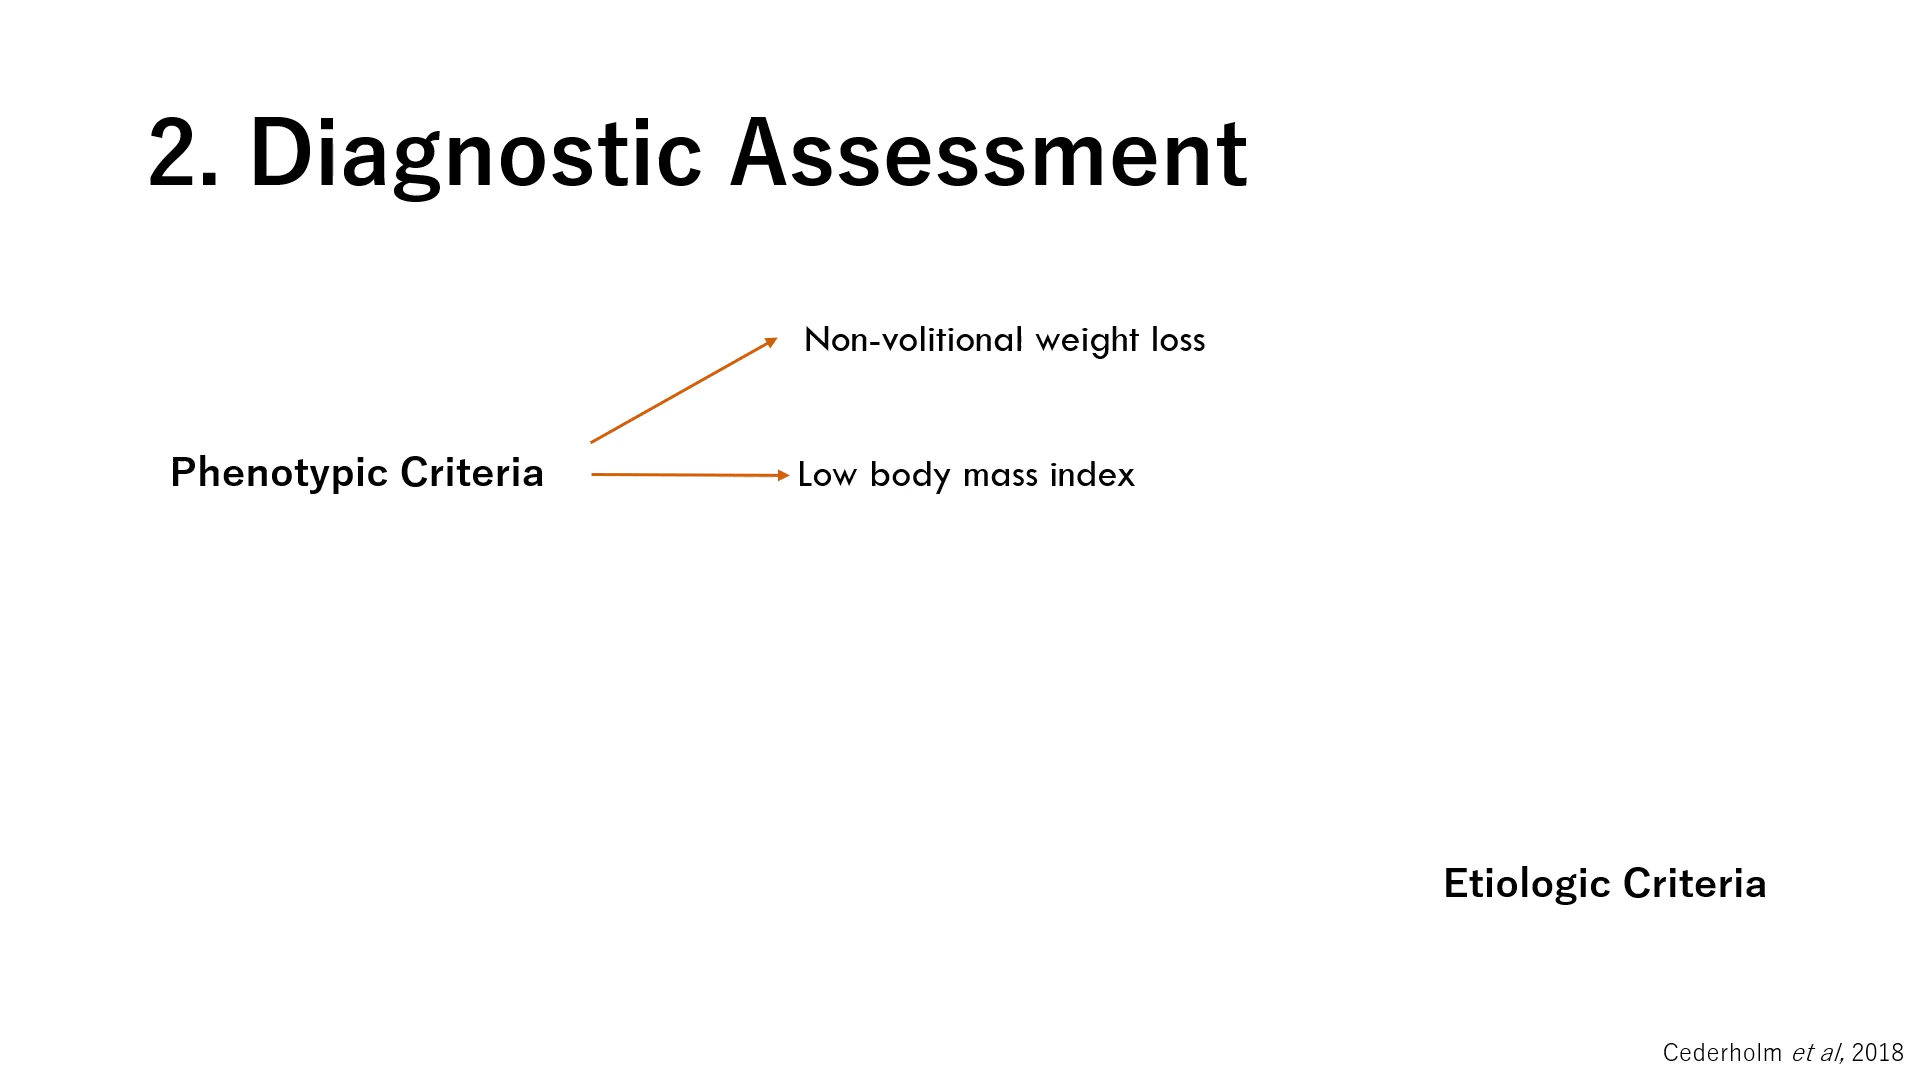 2. Diagnostic Assessment
Non-volitional weight loss
Phenotypic Criteria
Low body mass index
Etiologic Criteria
Cederholm et al, 2018